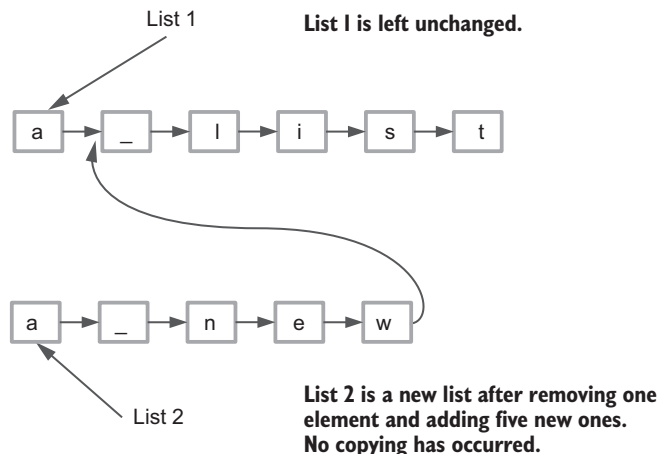 List 1
List 1 is left unchanged.
a _ l i s t
a _ n e w
List 2
List 2 is a new list after removing one
element and adding five new ones.
No copying has occurred.